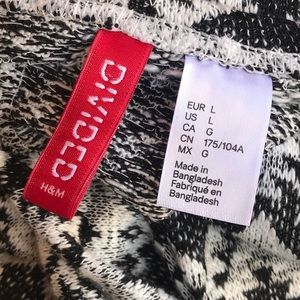 DIVIDED
H&M
EUR L
US L
CA G
CN 175/104A
MX G
Made in
Bangladesh
Fabriqué en
Bangladesh